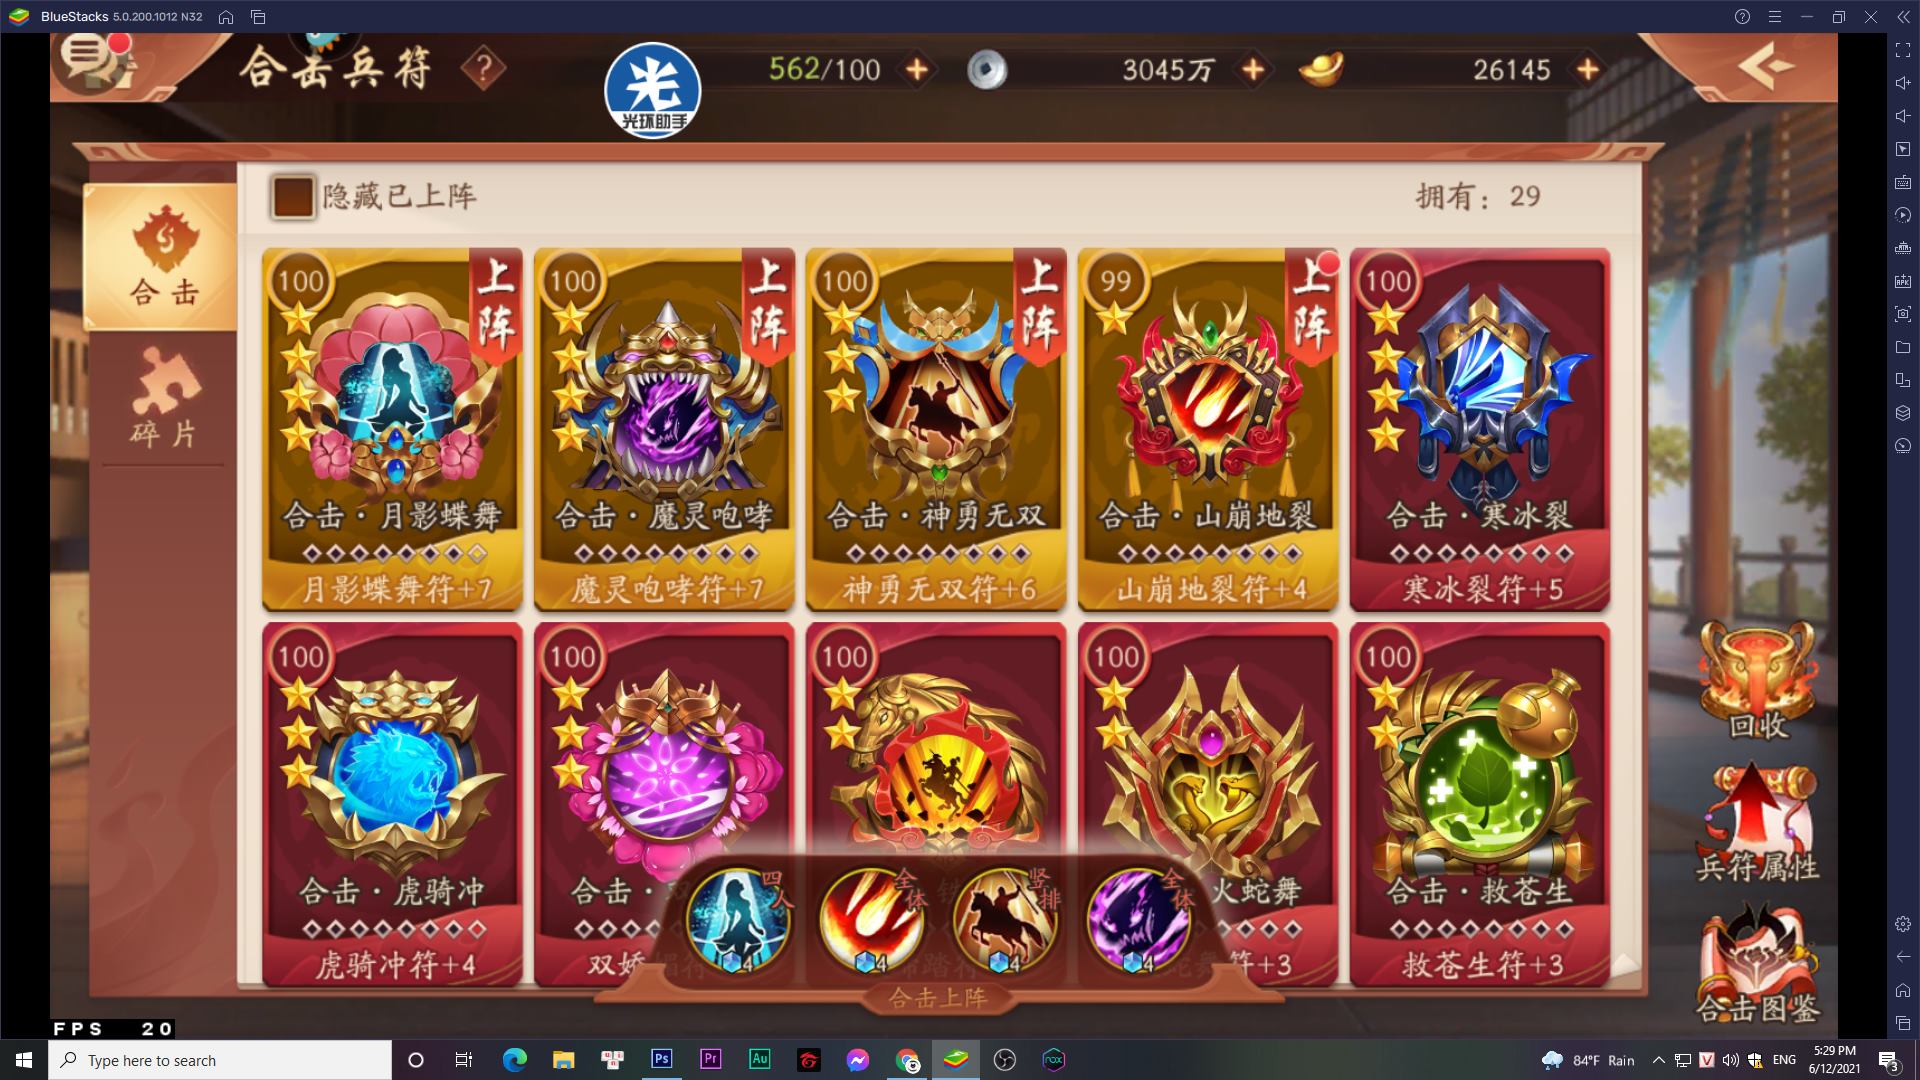 BlueStacks 5.0.200.1012 N32
合击兵符
?
光
光环助手
562/100
3045万
26145
合击
碎片
隐藏已上阵
拥有：29
100
上阵
合击·月影蝶舞
月影蝶舞符+7
100
上阵
合击·魔灵咆哮
魔灵咆哮符+7
100
上阵
合击·神勇无双
神勇无双符+6
99
上阵
合击·山崩地裂
山崩地裂符+4
100
合击·寒冰裂
寒冰裂符+5
100
合击·虎骑冲
虎骑冲符+4
100
合击·
双娇
100
100
火蛇舞
符+3
100
合击·救苍生
救苍生符+3
四人
4
全体
4
竖排
4
全体
4
合击上阵
回收
兵符属性
合击图鉴
FPS 20
Type here to search
Ps
Pr
Au
ROX
84°F Rain
V
ENG
5:29 PM
6/12/2021
3